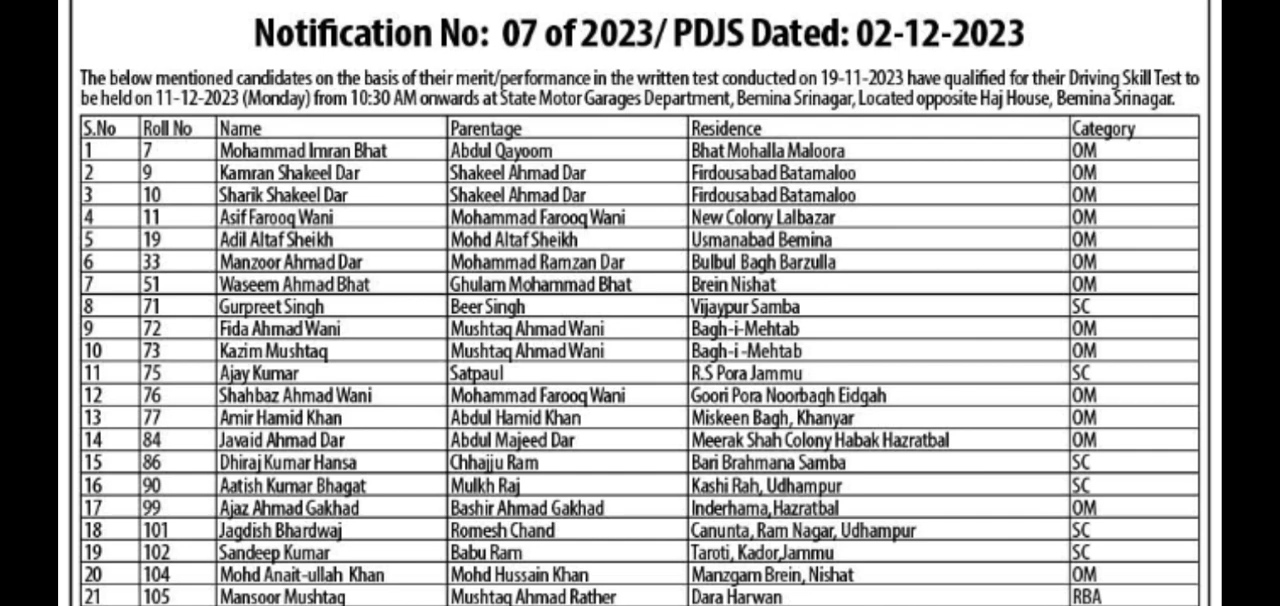 Notification No: 07 of 2023/ PDJS Dated: 02-12-2023
The below mentioned candidates on the basis of their merit/performance in the written test conducted on 19-11-2023 have qualified for their Driving Skill Test to
be held on 11-12-2023 (Monday) from 10:30 AM onwards at State Motor Garages Department, Bemina Srinagar, Located opposite Haj House, Bemina Srinagar.
S.No Roll No Name Parentage Residence Category
1 7 Mohammad Imran Bhat Abdul Qayoom Bhat Mohalla Maloora OM
2 9 Kamran Shakeel Dar Shakeel Ahmad Dar Firdousabad Batamaloo OM
3 10 Sharik Shakeel Dar Shakeel Ahmad Dar Firdousabad Batamaloo OM
4 11 Asif Farooq Wani Mohammad Farooq Wani New Colony Lalbazar OM
5 19 Adil Altaf Sheikh Mohd Altaf Sheikh Usmanabad Bemina OM
6 33 Manzoor Ahmad Dar Mohammad Ramzan Dar Bulbul Bagh Barzulla OM
7 51 Waseem Ahmad Bhat Ghulam Mohammad Bhat Brein Nishat OM
8 71 Gurpreet Singh Beer Singh Vijaypur Samba SC
9 72 Fida Ahmad Wani Mushtaq Ahmad Wani Bagh-i-Mehtab OM
10 73 Kazim Mushtaq Mushtaq Ahmad Wani Bagh-i -Mehtab OM
11 75 Ajay Kumar Satpaul R.S Pora Jammu SC
12 76 Shahbaz Ahmad Wani Mohammad Farooq Wani Goori Pora Noorbagh Eidgah OM
13 77 Amir Hamid Khan Abdul Hamid Khan Miskeen Bagh, Khanyar OM
14 84 Javaid Ahmad Dar Abdul Majeed Dar Meerak Shah Colony Habak Hazratbal OM
15 86 Dhiraj Kumar Hansa Chhajju Ram Bari Brahmana Samba SC
16 90 Aatish Kumar Bhagat Mulkh Raj Kashi Rah, Udhampur SC
17 99 Ajaz Ahmad Gakhad Bashir Ahmad Gakhad Inderhama,Hazratbal OM
18 101 Jagdish Bhardwaj Romesh Chand Canunta, Ram Nagar, Udhampur SC
19 102 Sandeep Kumar Babu Ram Taroti, Kador,Jammu SC
20 104 Mohd Anait-ullah Khan Mohd Hussain Khan Manzgam Brein, Nishat OM
21 105 Mansoor Mushtaq Mushtaq Ahmad Rather Dara Harwan RBA